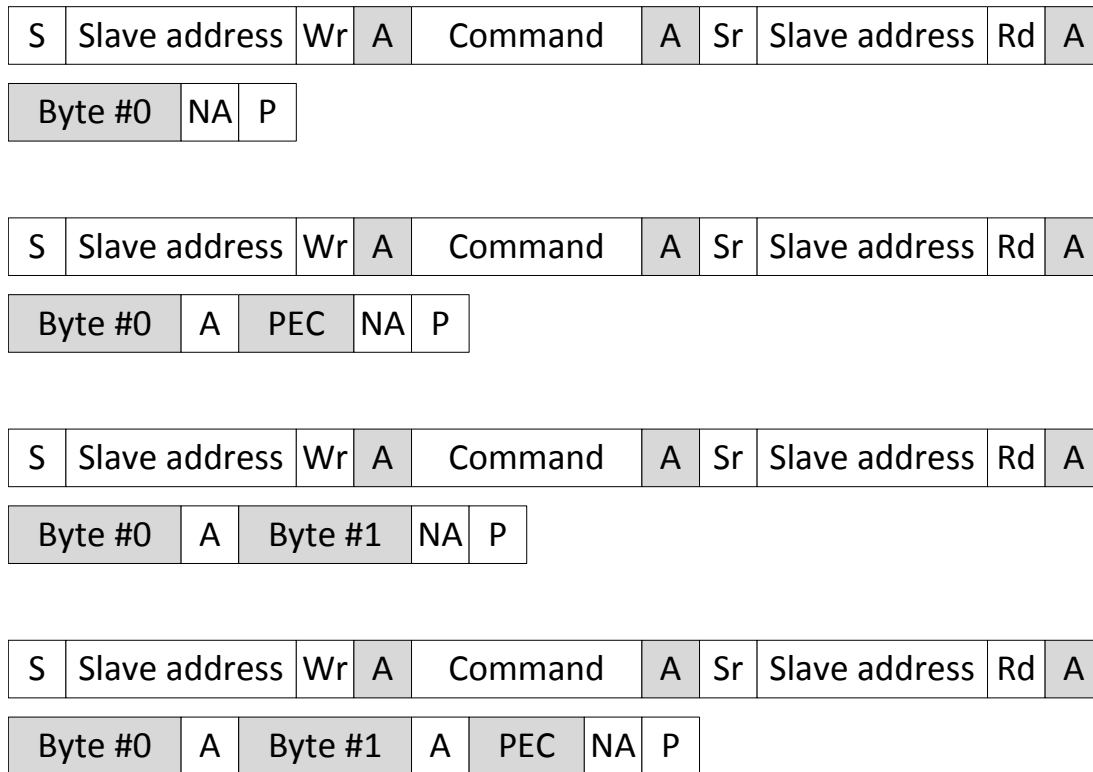 S Slave address Wr A Command A Sr Slave address Rd A
Byte #0 NA P
S Slave address Wr A Command A Sr Slave address Rd A
Byte #0 A PEC NA P
S Slave address Wr A Command A Sr Slave address Rd A
Byte #0 A Byte #1 NA P
S Slave address Wr A Command A Sr Slave address Rd A
Byte #0 A Byte #1 A PEC NA P